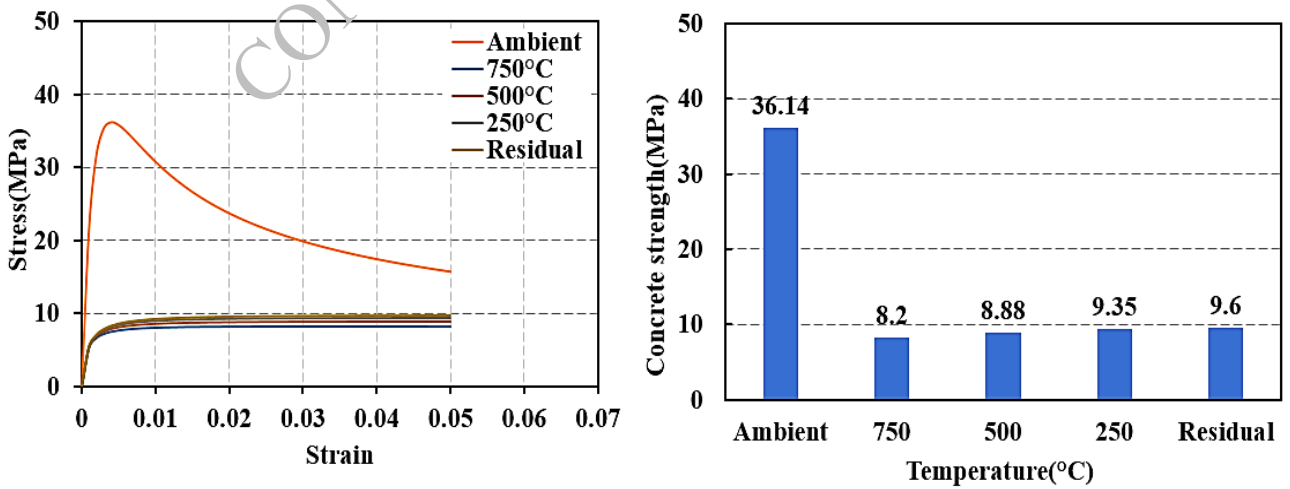 COM
50
40
30
20
10
0
Stress(MPa)
Ambient
750°C
500°C
250°C
Residual
0 0.01 0.02 0.03 0.04 0.05 0.06 0.07
Strain
50
40
30
20
10
0
Concrete strength(MPa)
36.14
8.2
8.88
9.35
9.6
Ambient 750 500 250 Residual
Temperature(°C)